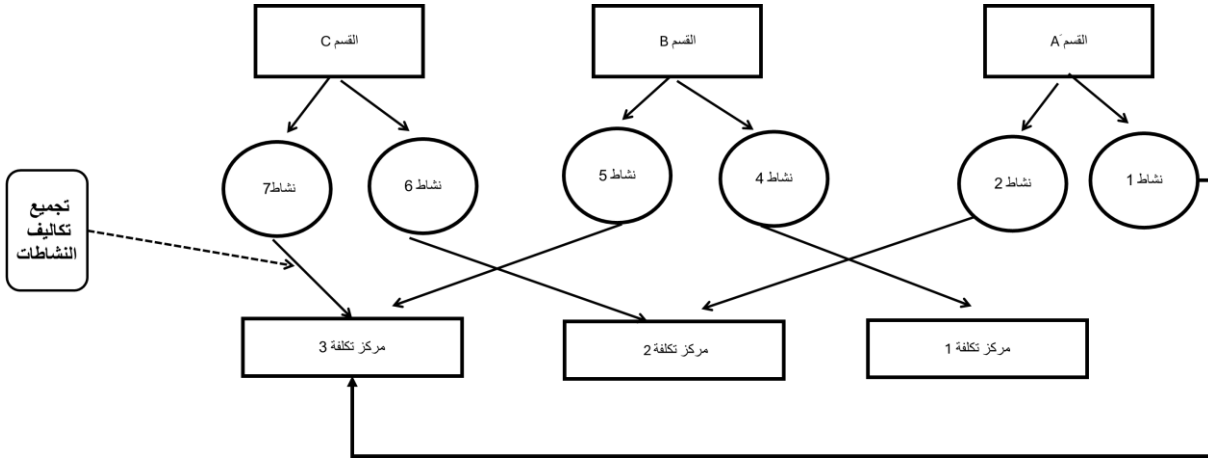 القسم A
القسم B
القسم C
نشاط 1
نشاط 2
نشاط 4
نشاط 5
نشاط 6
نشاط7
تجميع
تكاليف
النشاطات
مركز تكلفة 1
مركز تكلفة 2
مركز تكلفة 3